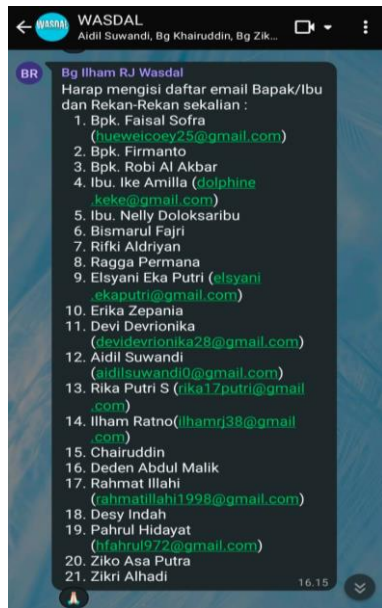 WASDAL
WASDAL
Aidil Suwandi, Bg Khairuddin, Bg Zik...
BR
Bg Ilham RJ Wasdal
Harap mengisi daftar email Bapak/Ibu
dan Rekan-Rekan sekalian :
1. Bpk. Faisal Sofra
(hueweicoey25@gmail.com)
2. Bpk. Firmanto
3. Bpk. Robi Al Akbar
4. Ibu. Ike Amilla (dolphine
.keke@gmail.com)
5. Ibu. Nelly Doloksaribu
6. Bismarul Fajri
7. Rifki Aldriyan
8. Ragga Permana
9. Elsyani Eka Putri (elsyani
.ekaputri@gmail.com)
10. Erika Zepania
11. Devi Devrionika
(devidevrionika28@gmail.com)
12. Aidil Suwandi
(aidilsuwandi0@gmail.com)
13. Rika Putri S (rika17putri@gmail
.com)
14. Ilham Ratno(ilhamrj38@gmail
.com)
15. Chairuddin
16. Deden Abdul Malik
17. Rahmat Illahi
(rahmatillahi1998@gmail.com)
18. Desy Indah
19. Pahrul Hidayat
(hfahrul972@gmail.com)
20. Ziko Asa Putra
21. Zikri Alhadi
16.15